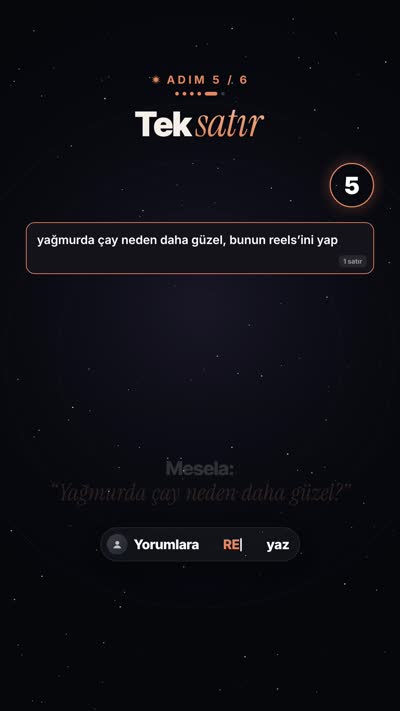 ADIM 5 / 6
Tek satır
5
yağmurda çay neden daha güzel, bunun reels’ini yap
1 satır
Mesela:
“Yağmurda çay neden daha güzel?”
Yorumlara RE yaz